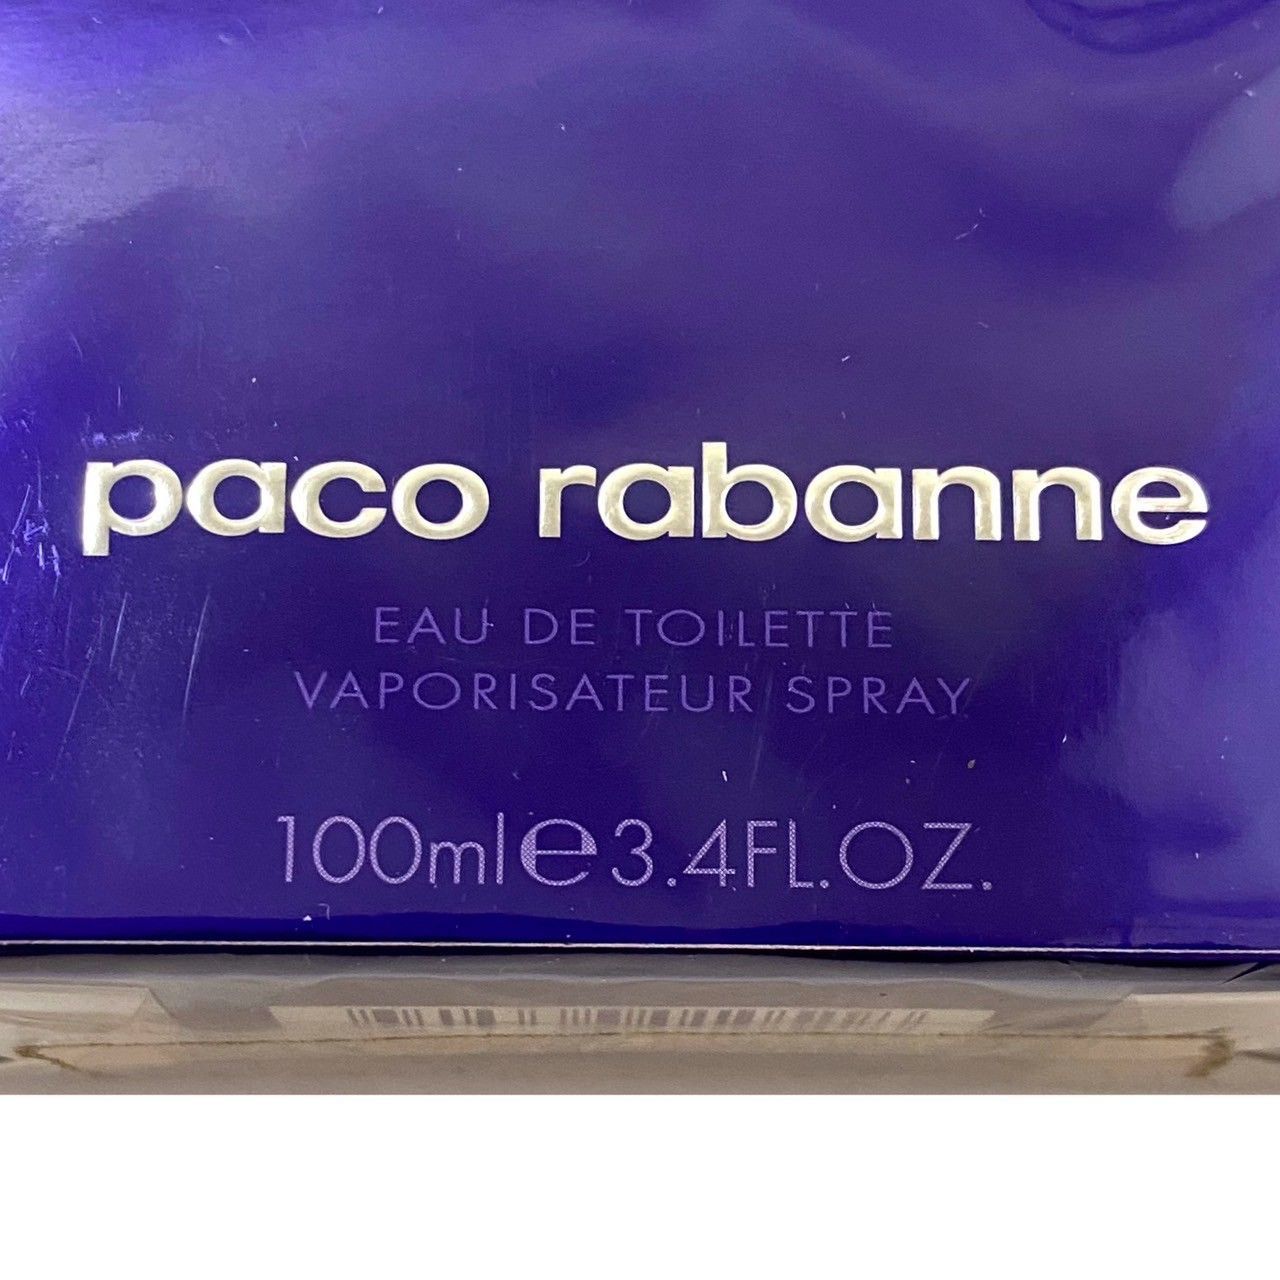 paco rabanne
EAU DE TOILETTE
VAPORISATEUR SPRAY
100ml e 3.4FL.OZ.